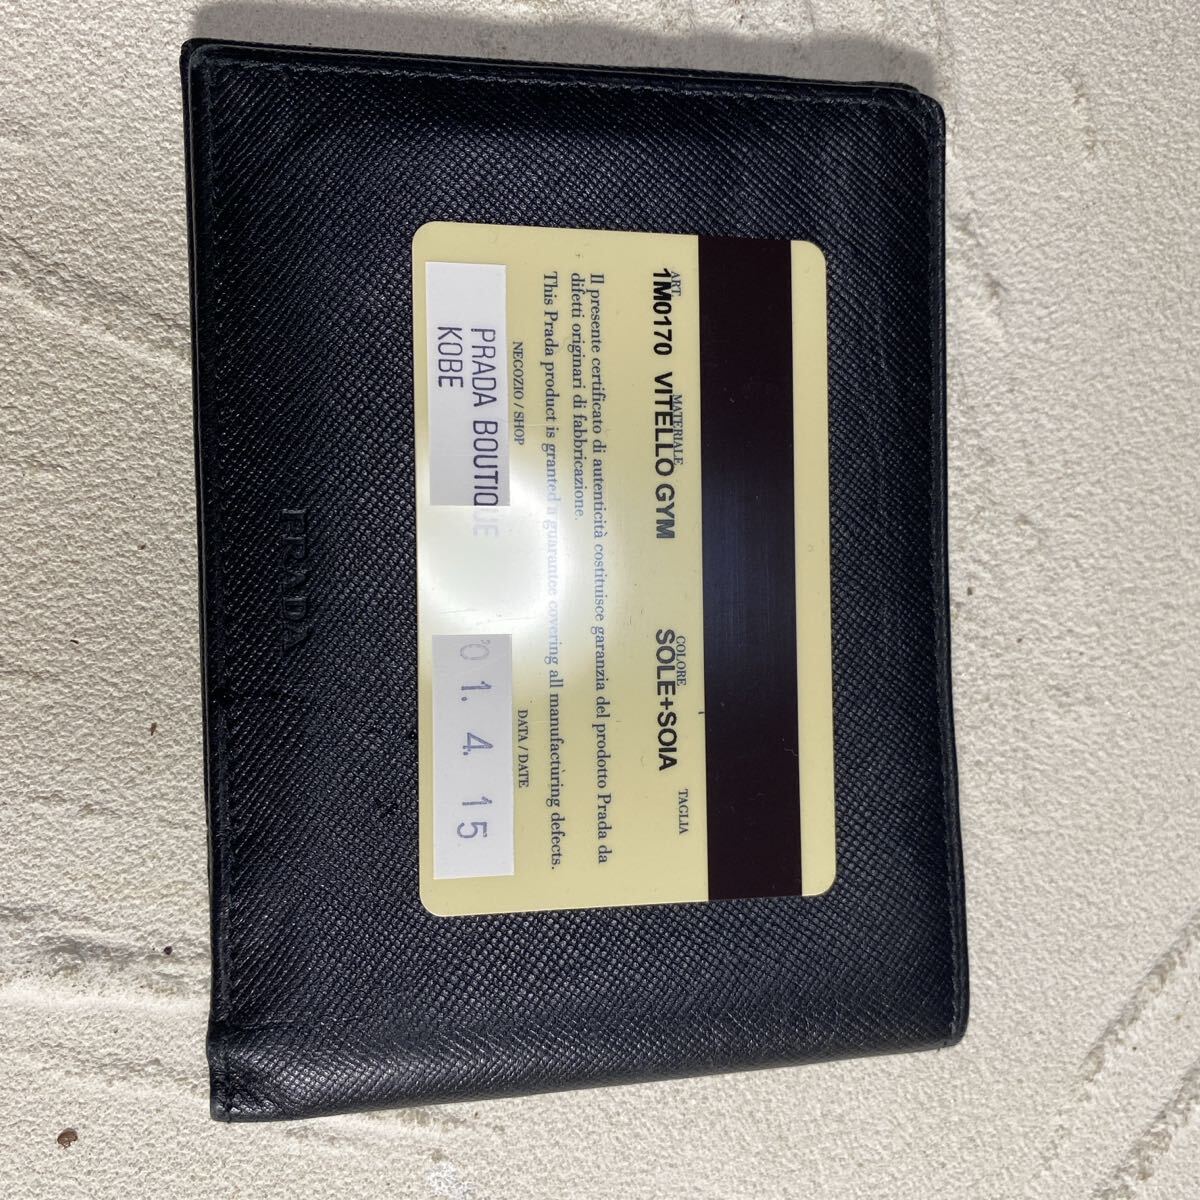 ART. MATERIALE COLORE TAGLIA
1M0170 VITELLO GYM SOLE+SOIA
Il presente certificato di autenticità costituisce garanzia del prodotto Prada da
difetti originari di fabbricazione.
This Prada product is granted a guarantee covering all manufacturing defects.
NEGOZIO / SHOP
DATA / DATE
PRADA BOUTIQUE
KOBE
'01. 4. 15
PRADA